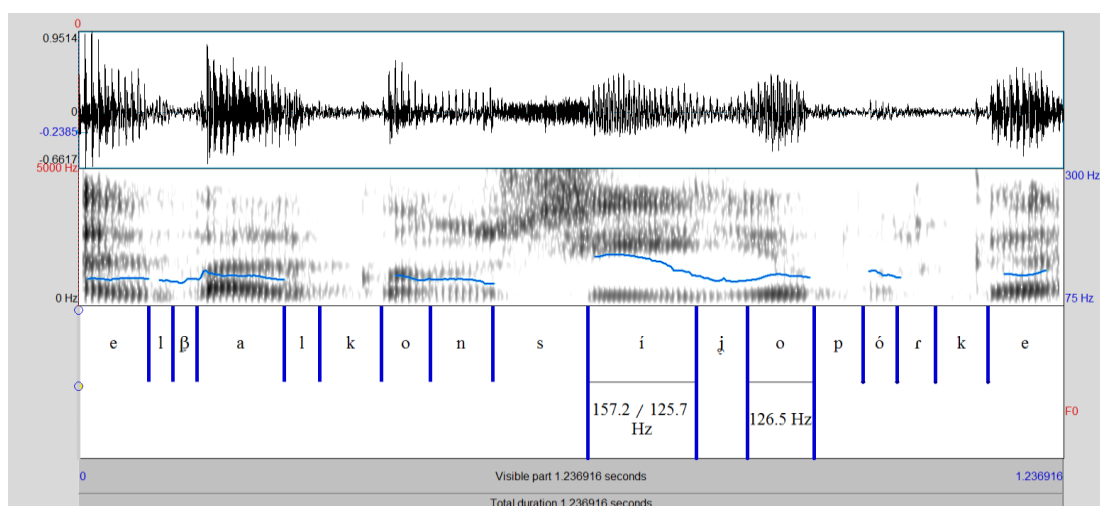 0
0.9514
0
-0.2385
-0.6617
5000 Hz
300 Hz
0 Hz
75 Hz
e l β̞ a l k o n s í j̞ o p ó ɾ k e
157.2 / 125.7
Hz
126.5 Hz
F0
0 Visible part 1.236916 seconds 1.236916
Total duration 1.236916 seconds